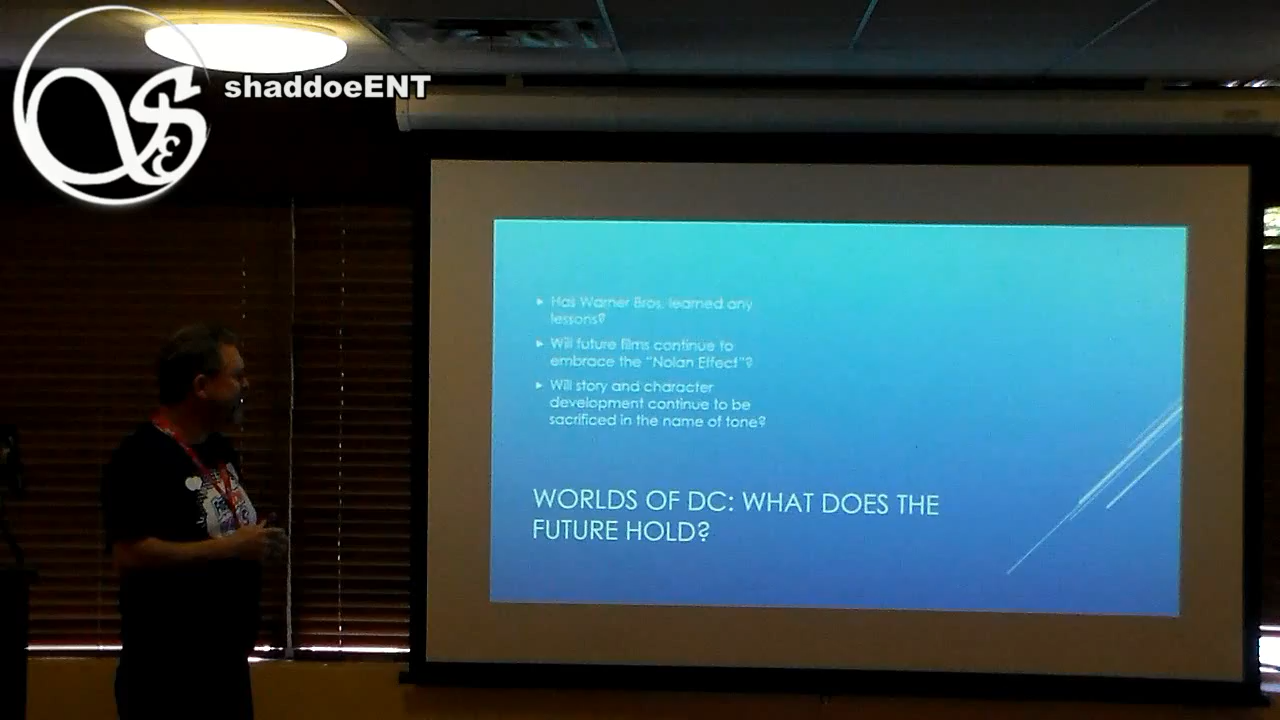 shaddoeENT
▸ Has Warner Bros. learned any
lessons?
▸ Will future films continue to
embrace the “Nolan Effect”?
▸ Will story and character
development continue to be
sacrificed in the name of tone?
WORLDS OF DC: WHAT DOES THE
FUTURE HOLD?